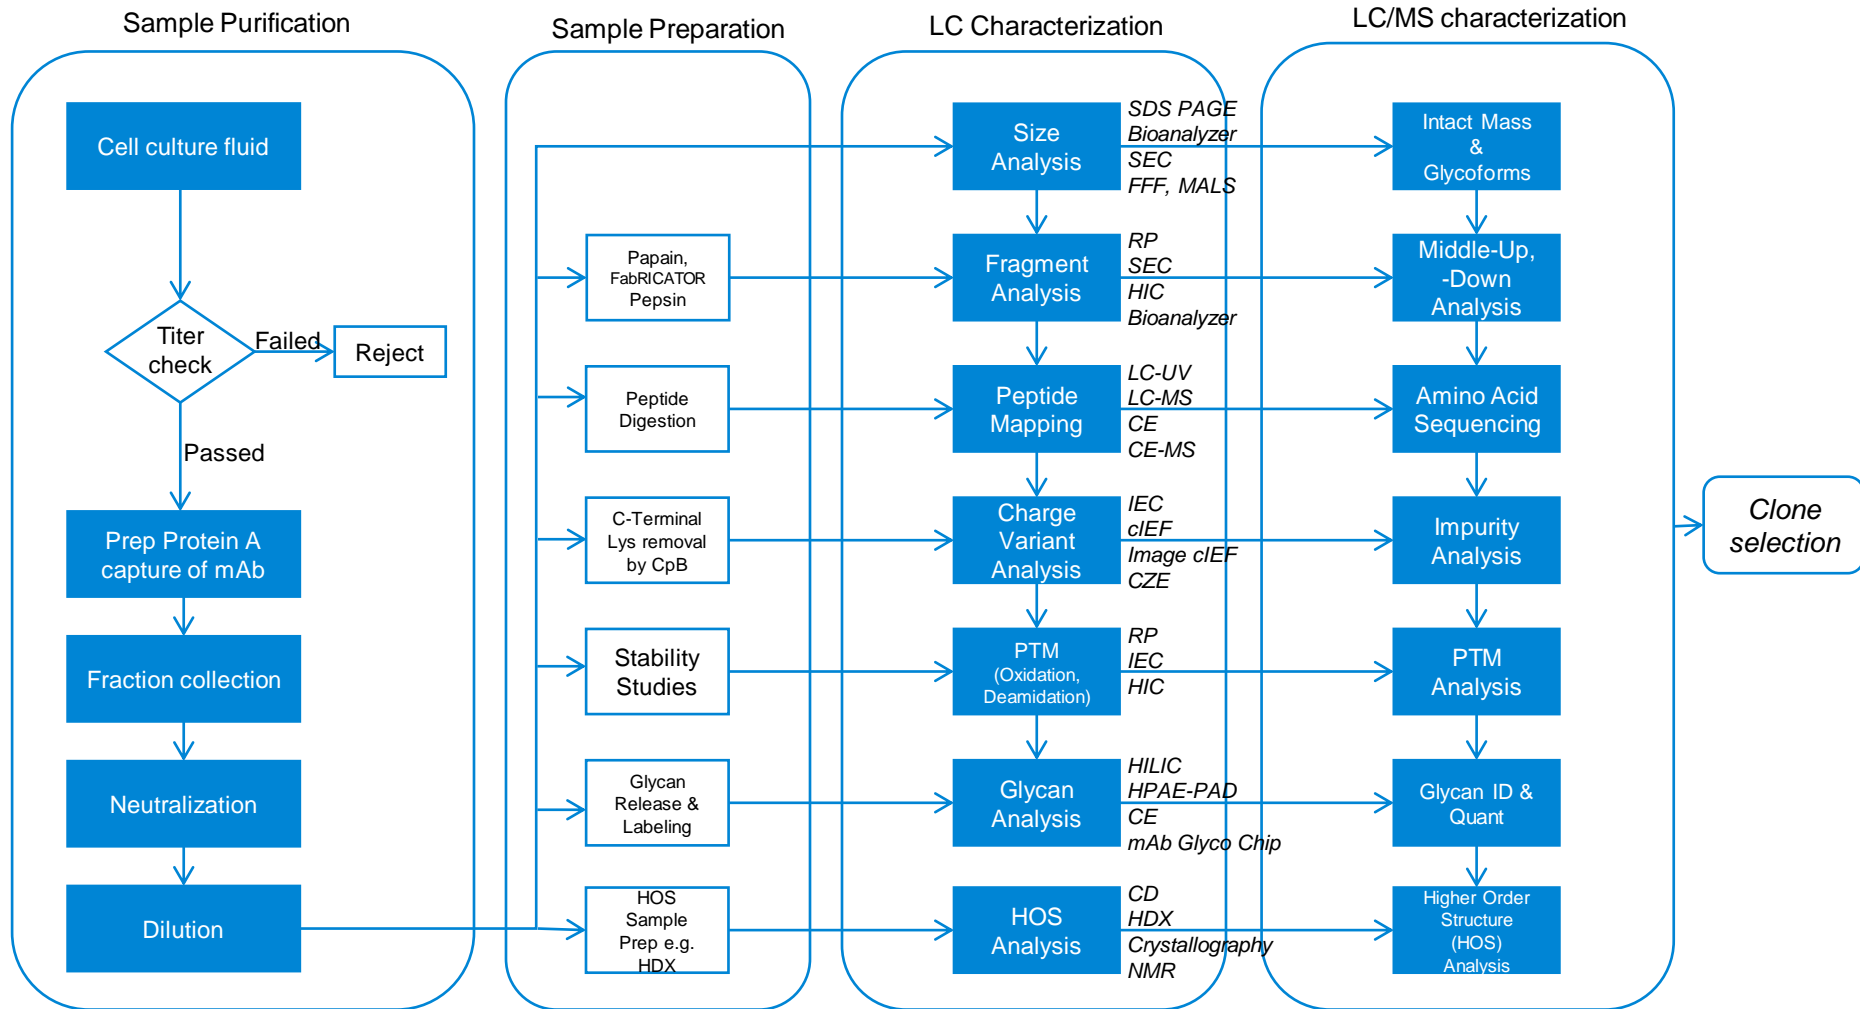 Sample Purification
Sample Preparation
LC Characterization
LC/MS characterization
Cell culture fluid
Titer
check
Failed
Reject
Passed
Prep Protein A
capture of mAb
Fraction collection
Neutralization
Dilution
Papain,
FabRICATOR
Pepsin
Peptide
Digestion
C-Terminal
Lys removal
by CpB
Stability
Studies
Glycan
Release &
Labeling
HOS
Sample
Prep e.g.
HDX
Size
Analysis
SDS PAGE
Bioanalyzer
SEC
FFF, MALS
Fragment
Analysis
RP
SEC
HIC
Bioanalyzer
Peptide
Mapping
LC-UV
LC-MS
CE
CE-MS
Charge
Variant
Analysis
IEC
cIEF
Image cIEF
CZE
PTM
(Oxidation,
Deamidation)
RP
IEC
HIC
Glycan
Analysis
HILIC
HPAE-PAD
CE
mAb Glyco Chip
HOS
Analysis
CD
HDX
Crystallography
NMR
Intact Mass
&
Glycoforms
Middle-Up,
-Down
Analysis
Amino Acid
Sequencing
Impurity
Analysis
PTM
Analysis
Glycan ID &
Quant
Higher Order
Structure
(HOS)
Analysis
Clone
selection